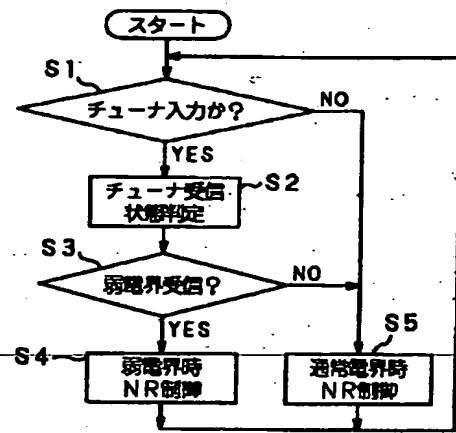 スタート
S1
チューナ入力か?
NO
YES
チューナ受信
状態判定
S2
S3
弱電界受信?
NO
YES
S4
弱電界時
NR制御
S5
通常電界時
NR制御